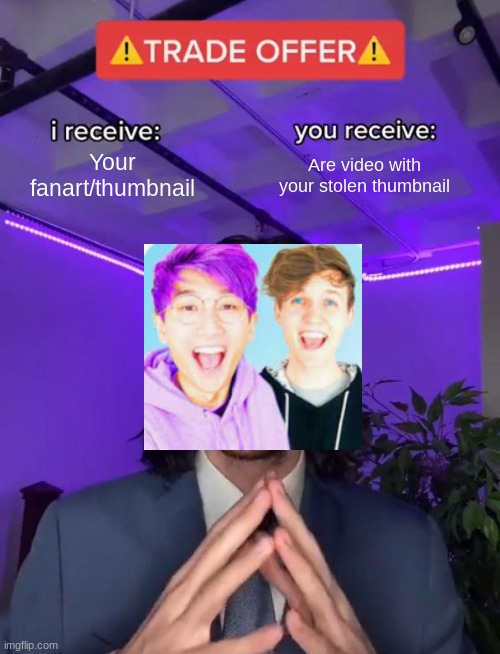 ⚠️TRADE OFFER⚠️
i receive:
you receive:
Your
fanart/thumbnail
Are video with
your stolen thumbnail
imgflip.com